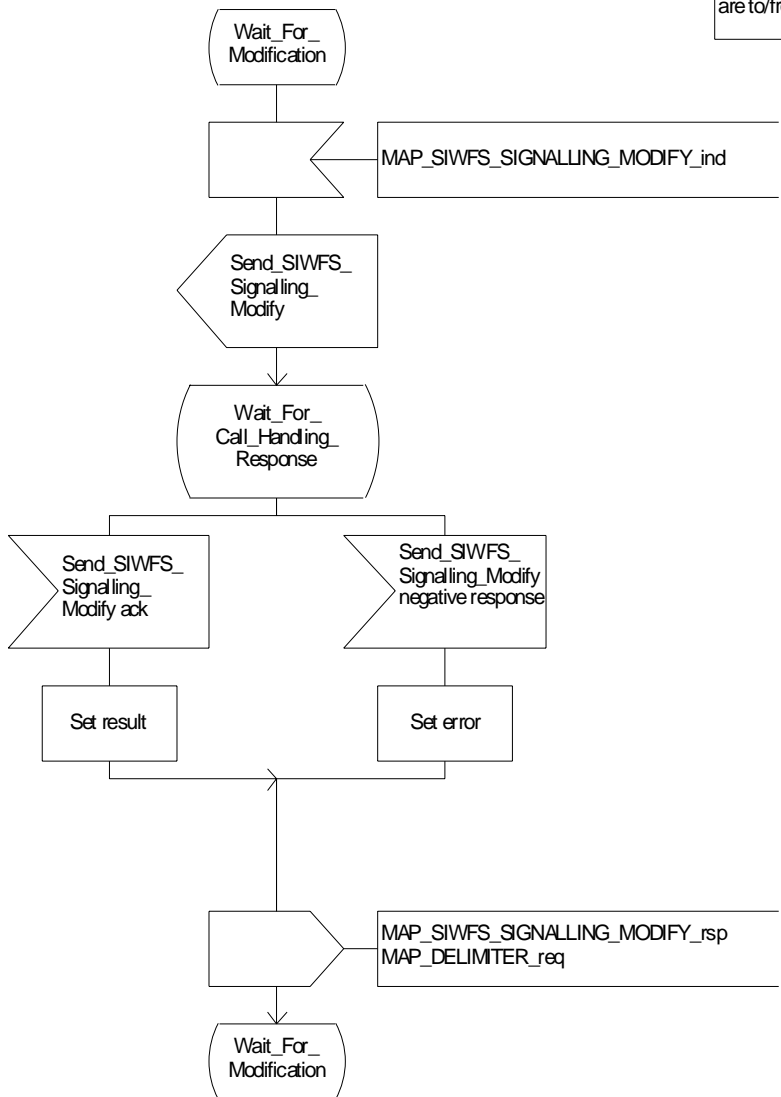 are to/fr
Wait_For_
Modification
MAP_SIWFS_SIGNALLING_MODIFY_ind
Send_SIWFS_
Signalling_
Modify
Wait_For_
Call_Handling_
Response
Send_SIWFS_
Signalling_
Modify ack
Send_SIWFS_
Signalling_Modify
negative response
Set result
Set error
MAP_SIWFS_SIGNALLING_MODIFY_rsp
MAP_DELIMITER_req
Wait_For_
Modification